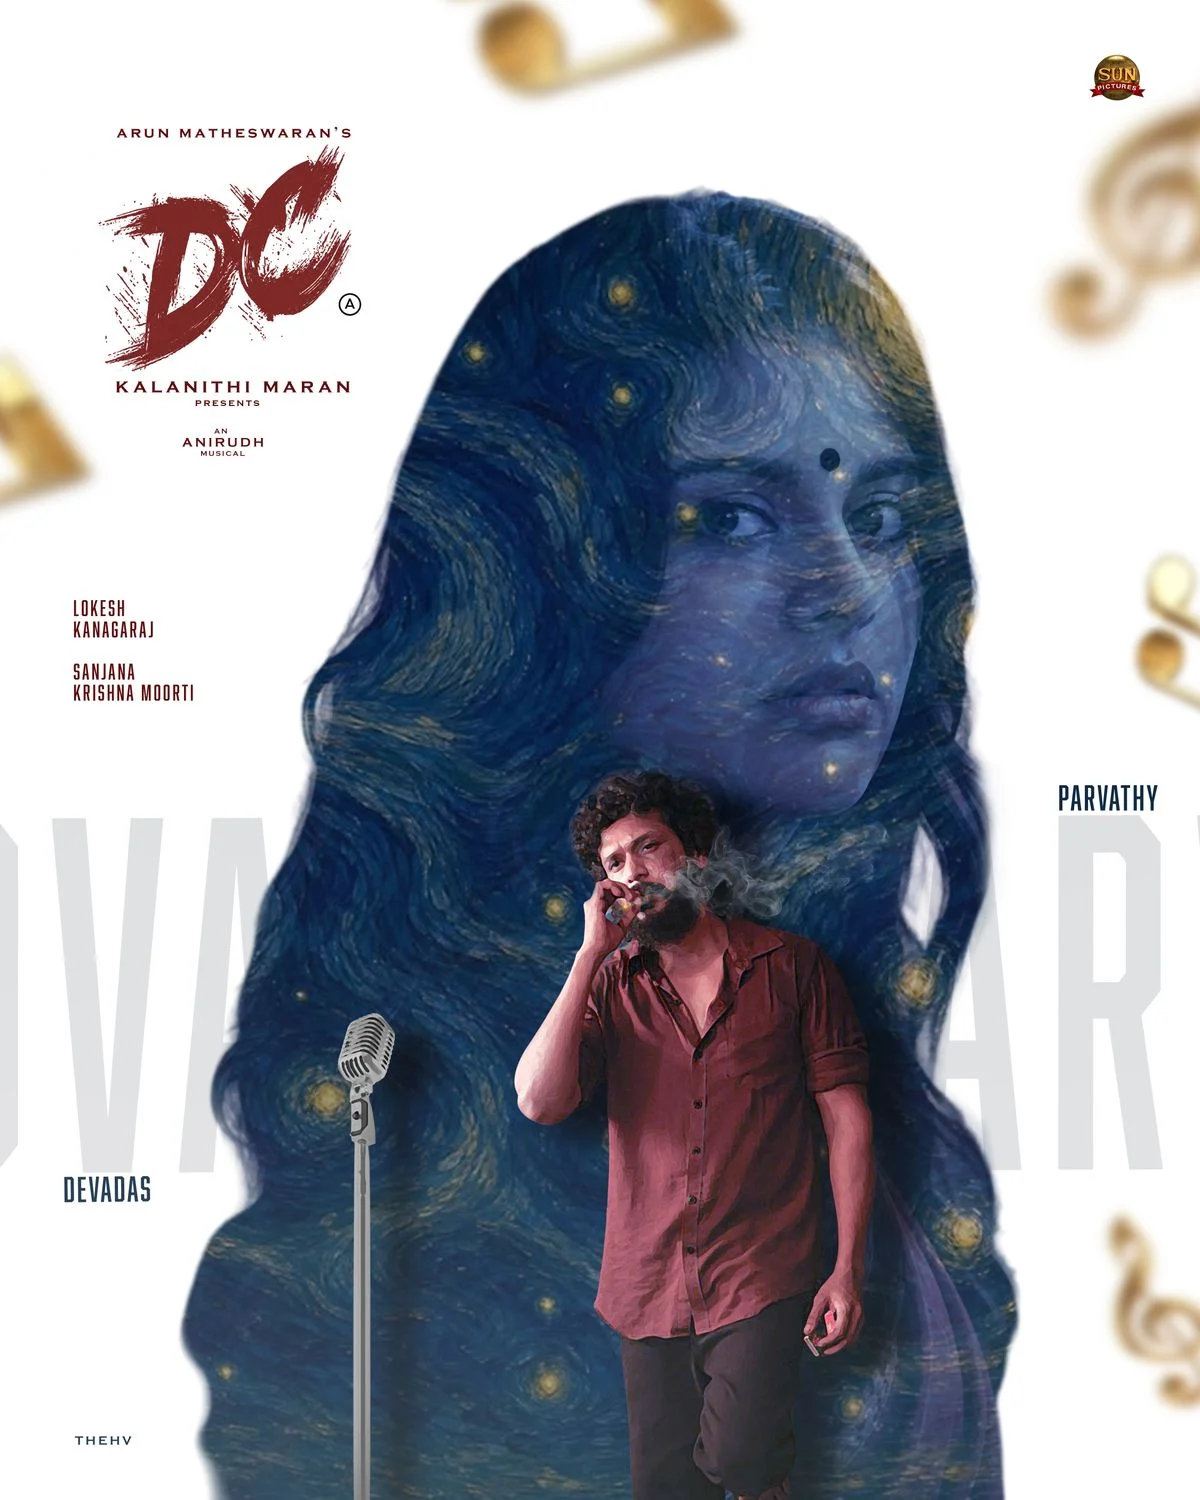 SUN
PICTURES
ARUN MATHESWARAN'S
DC
A
KALANITHI MARAN
PRESENTS
AN
ANIRUDH
MUSICAL
LOKESH
KANAGARAJ
SANJANA
KRISHNA MOORTI
PARVATHY
DEVADAS
THEHV